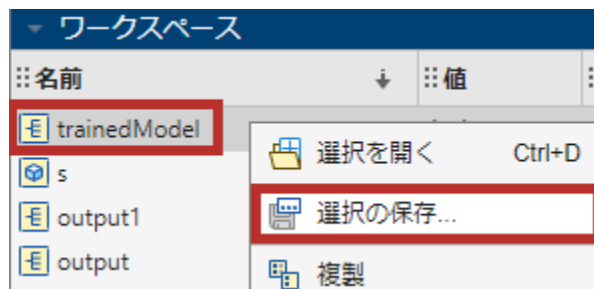 ワークスペース
名前 値
trainedModel
選択を開く Ctrl+D
s
選択の保存...
output1
output
複製